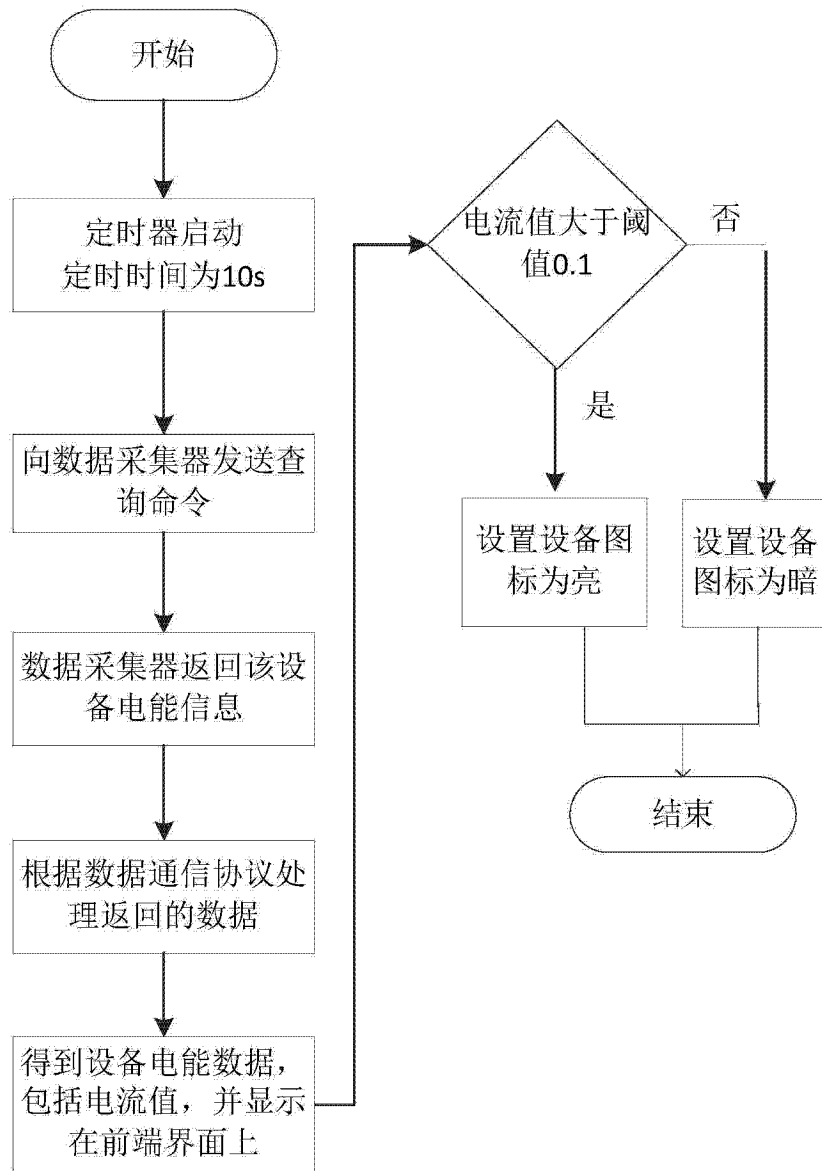 开始
定时器启动
定时时间为10s
向数据采集器发送查
询命令
数据采集器返回该设
备电能信息
根据数据通信协议处
理返回的数据
得到设备电能数据，
包括电流值，并显示
在前端界面上
电流值大于阈
值0.1
否
是
设置设备图
标为亮
设置设备
图标为暗
结束